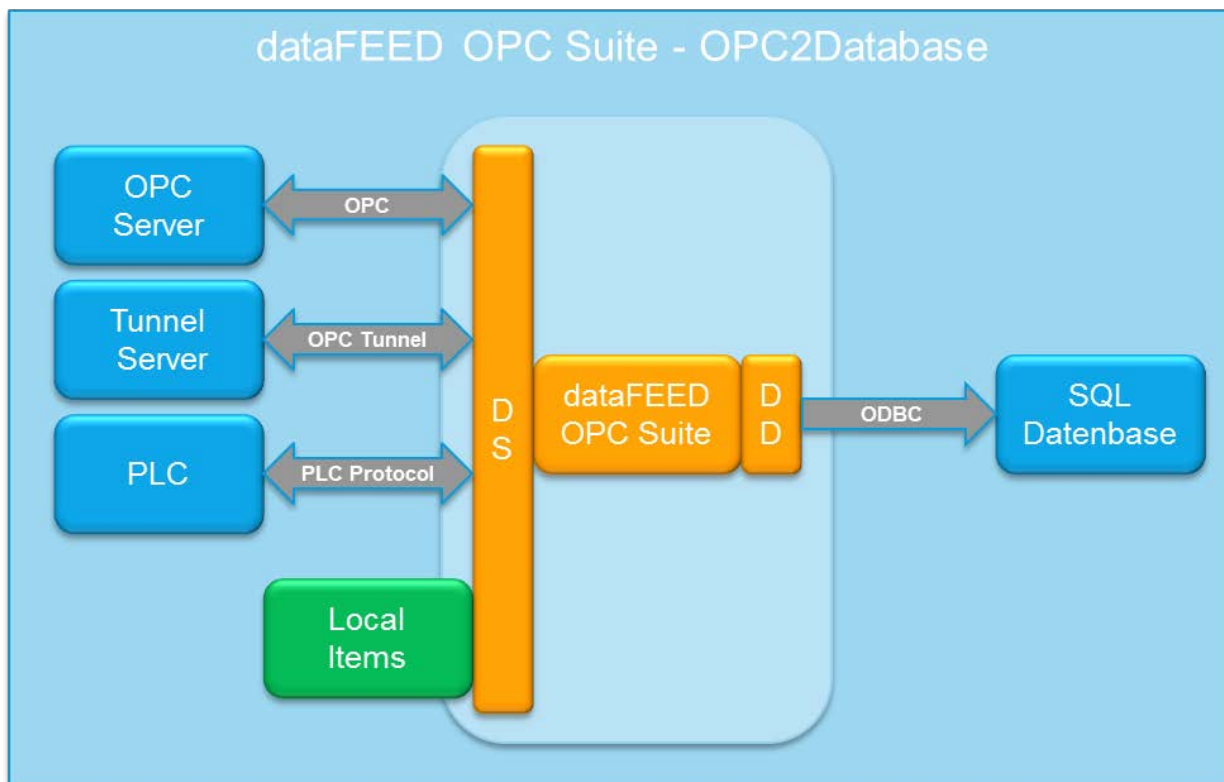 dataFEED OPC Suite - OPC2Database
OPC
Server
OPC
Tunnel
Server
OPC Tunnel
PLC
PLC Protocol
Local
Items
D
S
dataFEED
OPC Suite
D
D
ODBC
SQL
Datenbase